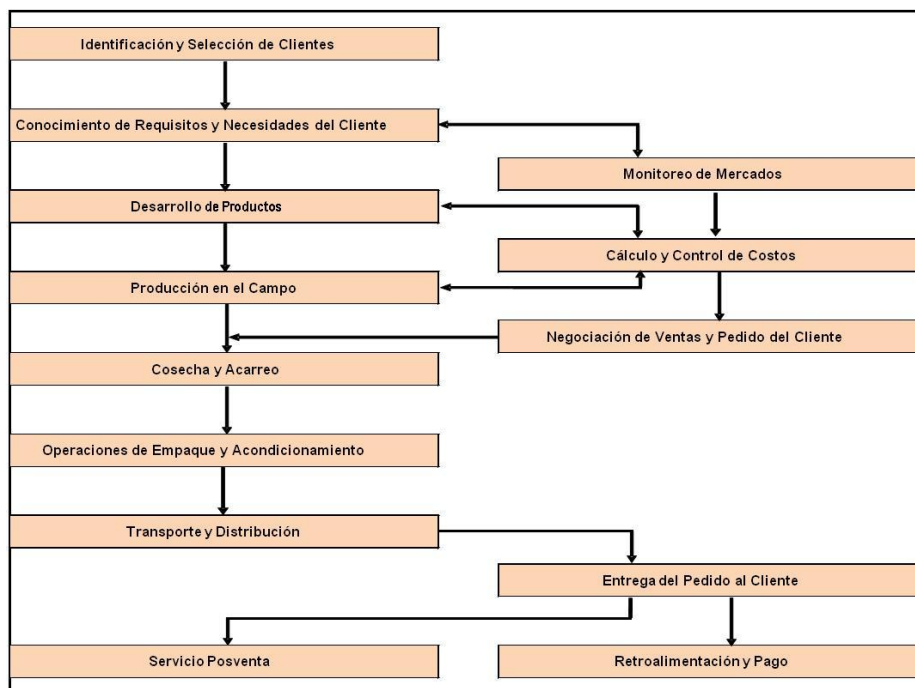 Identificación y Selección de Clientes
Conocimiento de Requisitos y Necesidades del Cliente
Monitoreo de Mercados
Desarrollo de Productos
Cálculo y Control de Costos
Producción en el Campo
Negociación de Ventas y Pedido del Cliente
Cosecha y Acarreo
Operaciones de Empaque y Acondicionamiento
Transporte y Distribución
Entrega del Pedido al Cliente
Servicio Posventa
Retroalimentación y Pago